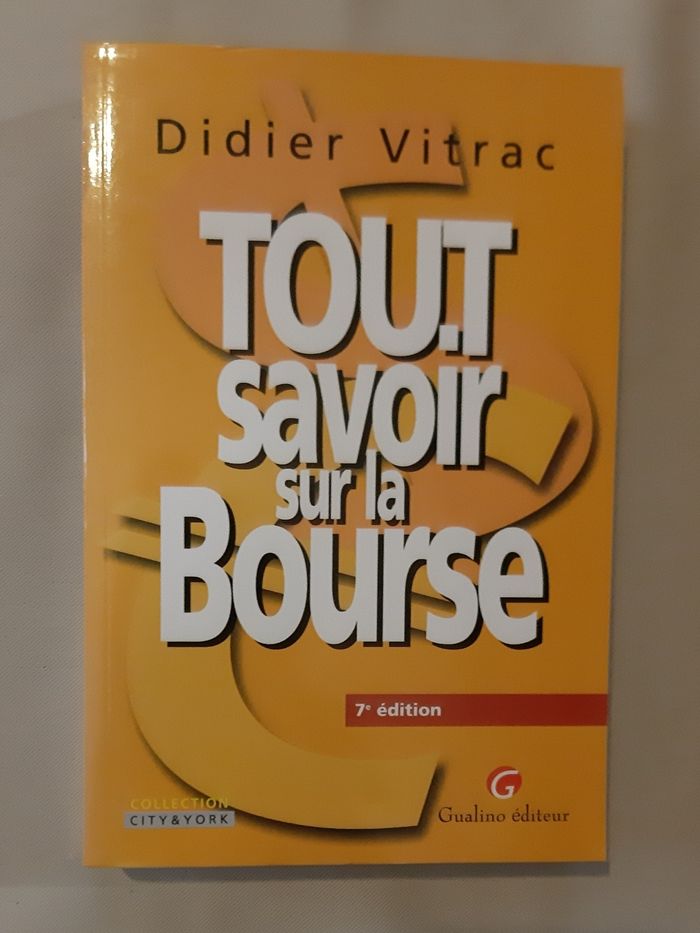 Didier Vitrac
TOUT
savoir
sur la
Bourse
7e édition
COLLECTION
CITY&YORK
G
Gualino éditeur